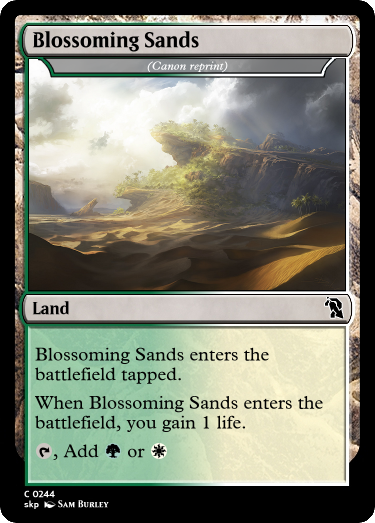 Blossoming Sands
(Canon reprint)
Land
Blossoming Sands enters the
battlefield tapped.
When Blossoming Sands enters the
battlefield, you gain 1 life.
, Add or
C 0244
skp SAM BURLEY